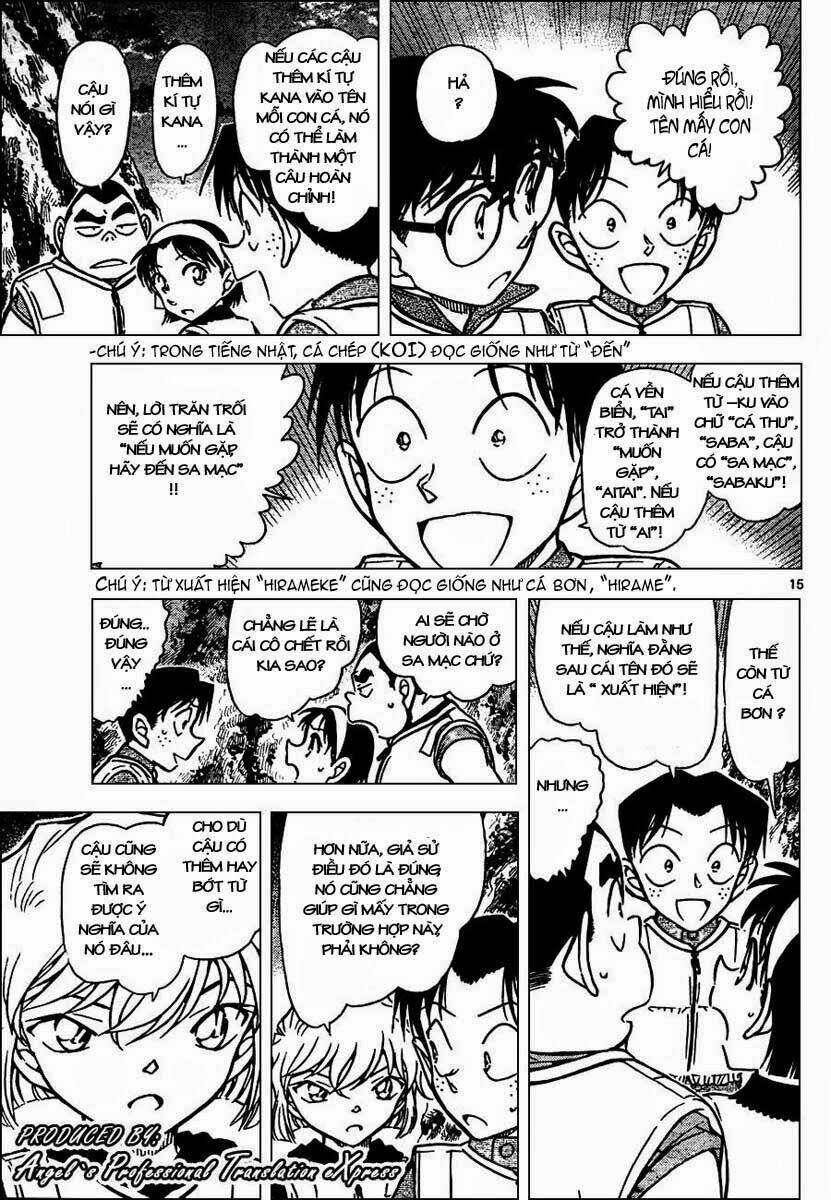 ĐÚNG RỒI,
MÌNH HIỂU RỒI!
TÊN MẤY CON
CÁ!
HẢ
?
NẾU CÁC CẬU
THÊM KÍ TỰ
KANA VÀO TÊN
MỖI CON CÁ, NÓ
CÓ THỂ LÀM
THÀNH MỘT
CÂU HOÀN
CHỈNH!
THÊM
KÍ TỰ
KANA
...
CẬU
NÓI GÌ
VẬY?
-CHÚ Ý: TRONG TIẾNG NHẬT, CÁ CHÉP (KOI) ĐỌC GIỐNG NHƯ TỪ “ĐẾN”
NẾU CẬU THÊM
TỪ –KU VÀO
CHỮ “CÁ THU”,
“SABA”, CẬU
CÓ “SA MẠC”,
“SABAKU”!
CÁ VỀN
BIỂN, “TAI”
TRỞ THÀNH
“MUỐN
GẶP”,
“AITAI”. NẾU
CẬU THÊM
TỪ “AI”!
NÊN, LỜI TRĂN TRỐI
SẼ CÓ NGHĨA LÀ
“NẾU MUỐN GẶP,
HÃY ĐẾN SA MẠC”
!!
CHÚ Ý: TỪ XUẤT HIỆN “HIRAMEKE” CŨNG ĐỌC GIỐNG NHƯ CÁ BƠN, “HIRAME”.
15
THẾ
CÒN TỪ
CÁ
BƠN ?
NẾU CẬU LÀM NHƯ
THẾ, NGHĨA ĐẰNG
SAU CÁI TÊN ĐÓ SẼ
LÀ “ XUẤT HIỆN”!
NHƯNG
...
AI SẼ CHỜ
NGƯỜI NÀO Ở
SA MẠC CHỨ?
CHẲNG LẼ LÀ
CÁI CÔ CHẾT RỒI
KIA SAO?
ĐÚNG..
ĐÚNG
VẬY
...
HƠN NỮA, GIẢ SỬ
ĐIỀU ĐÓ LÀ ĐÚNG,
NÓ CŨNG CHẲNG
GIÚP GÌ MẤY TRONG
TRƯỜNG HỢP NÀY,
PHẢI KHÔNG?
CHO DÙ
CẬU CÓ
THÊM HAY
BỚT TỪ
GÌ...
CẬU CŨNG
SẼ KHÔNG
TÌM RA
ĐƯỢC Ý
NGHĨA CỦA
NÓ ĐÂU...
PRODUCED BY:
Angel`s Professional Translation eXpress